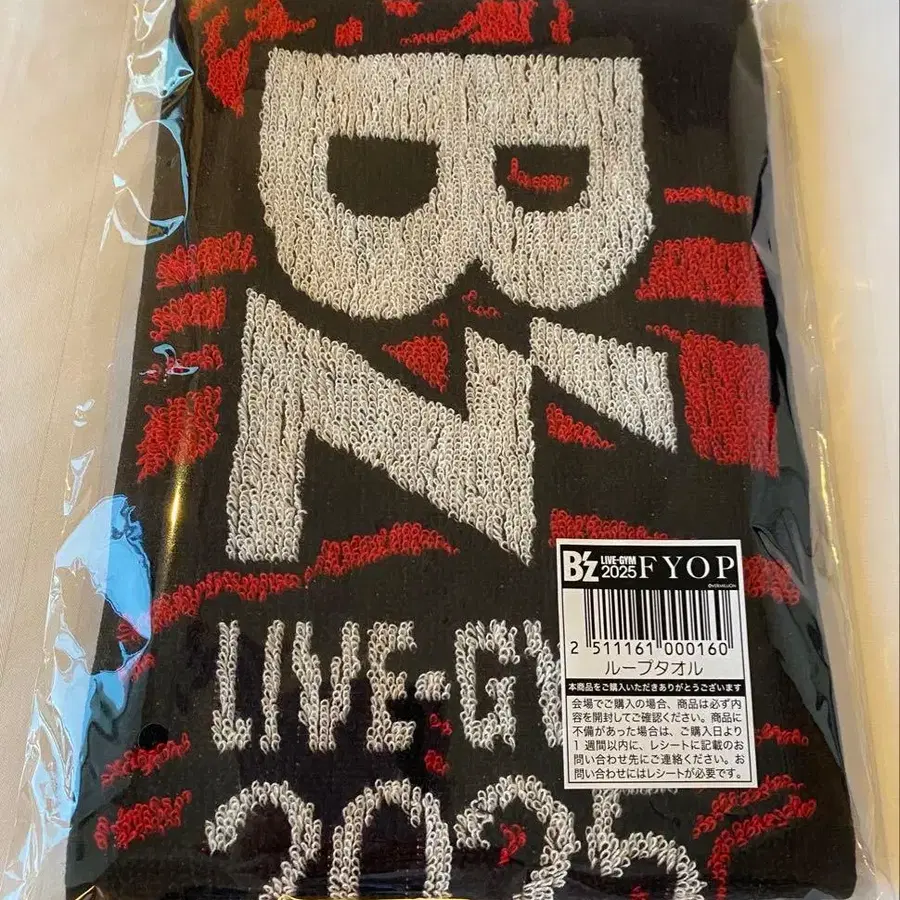 B'z
LIVE-GY
2025
B'z LIVE-GYM 2025 FYOP
©VERMILLION
2 511161 000160
ループタオル
本商品をご購入いただきありがとうございます
会場でご購入の場合、商品は必ず内
容を開封してご確認ください。商品に
不備があった場合は、ご購入日より
1週間以内に、レシートに記載のお
問い合わせ先にご連絡ください。お
問い合わせにはレシートが必要です。